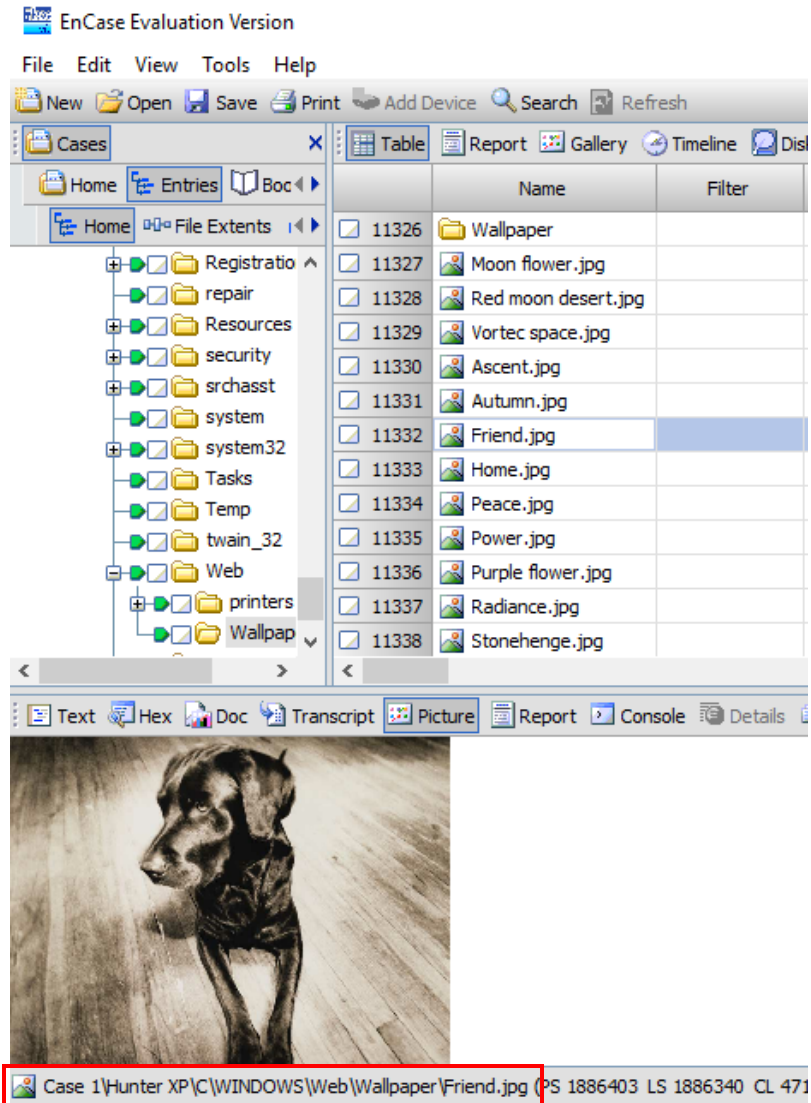 EnCase Evaluation Version
File Edit View Tools Help
New Open Save Print Add Device Search Refresh
Cases Table Report Gallery Timeline
Home Entries
Name Filter
Home File Extents
11326 Wallpaper
11327 Moon flower.jpg
11328 Red moon desert.jpg
repair
11329 Vortec space.jpg
Resources
11330 Ascent.jpg
security
11331 Autumn.jpg
srchasst
system
11332 Friend.jpg
system32
11333 Home.jpg
Tasks
11334 Peace.jpg
Temp
11335 Power.jpg
twain_32
11336 Purple flower.jpg
Web
11337 Radiance.jpg
printers
11338 Stonehenge.jpg
Wallpap
Text Hex Doc Transcript Picture Report Console Details
Case 1\Hunter XP\C\WINDOWS\Web\Wallpaper\Friend.jpg (PS 1886403 LS 1886340 CL 471